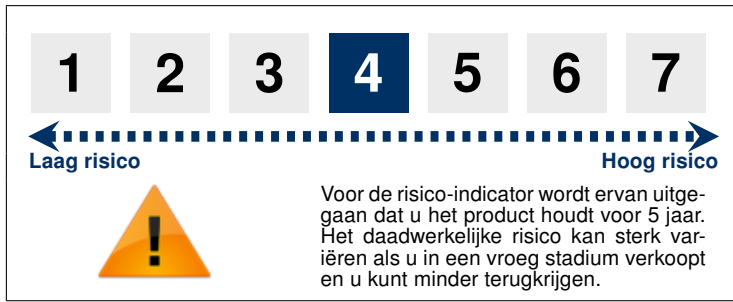 1 2 3 4 5 6 7
Laag risico Hoog risico
!
Voor de risico-indicator wordt ervan uitge-
gaan dat u het product houdt voor 5 jaar.
Het daadwerkelijke risico kan sterk var-
iëren als u in een vroeg stadium verkoopt
en u kunt minder terugkrijgen.